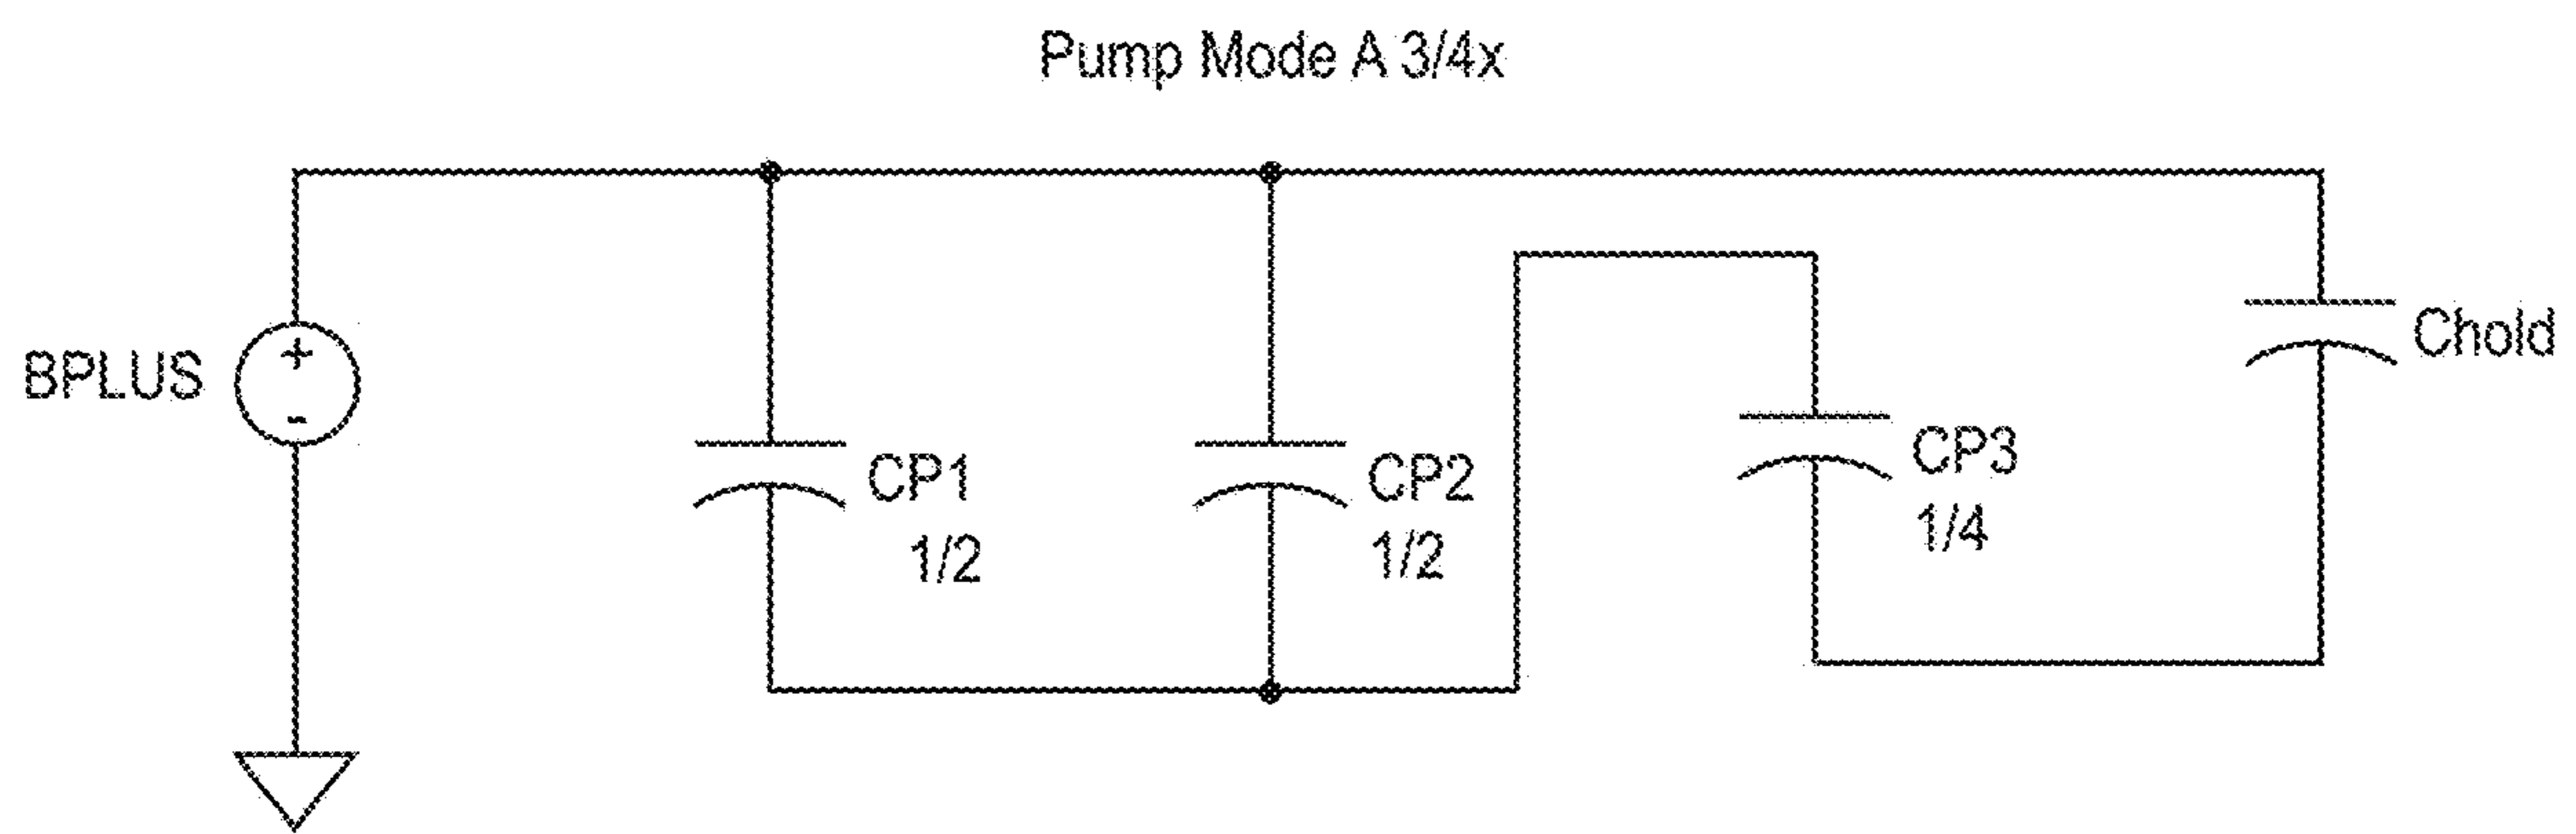 Pump Mode A 3/4x
BPLUS
+
-
CP1
1/2
CP2
1/2
CP3
1/4
Chold